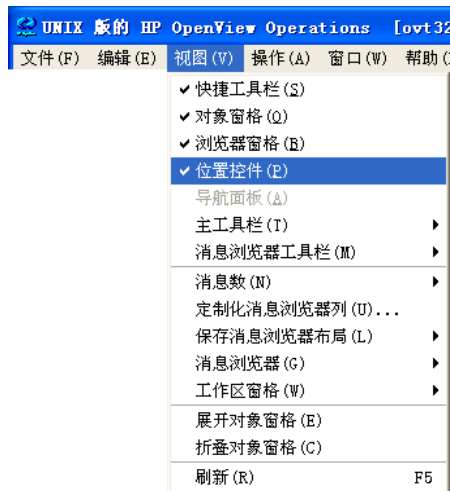 UNIX 版的 HP OpenView Operations [ovt32
文件(F) 编辑(E) 视图(V) 操作(A) 窗口(W) 帮助(
快捷工具栏(S)
对象窗格(O)
浏览器窗格(B)
位置控件(P)
导航面板(A)
主工具栏(T)
消息浏览器工具栏(M)
消息数(N)
定制化消息浏览器列(U)...
保存消息浏览器布局(L)
消息浏览器(G)
工作区窗格(W)
展开对象窗格(E)
折叠对象窗格(C)
刷新(R) F5